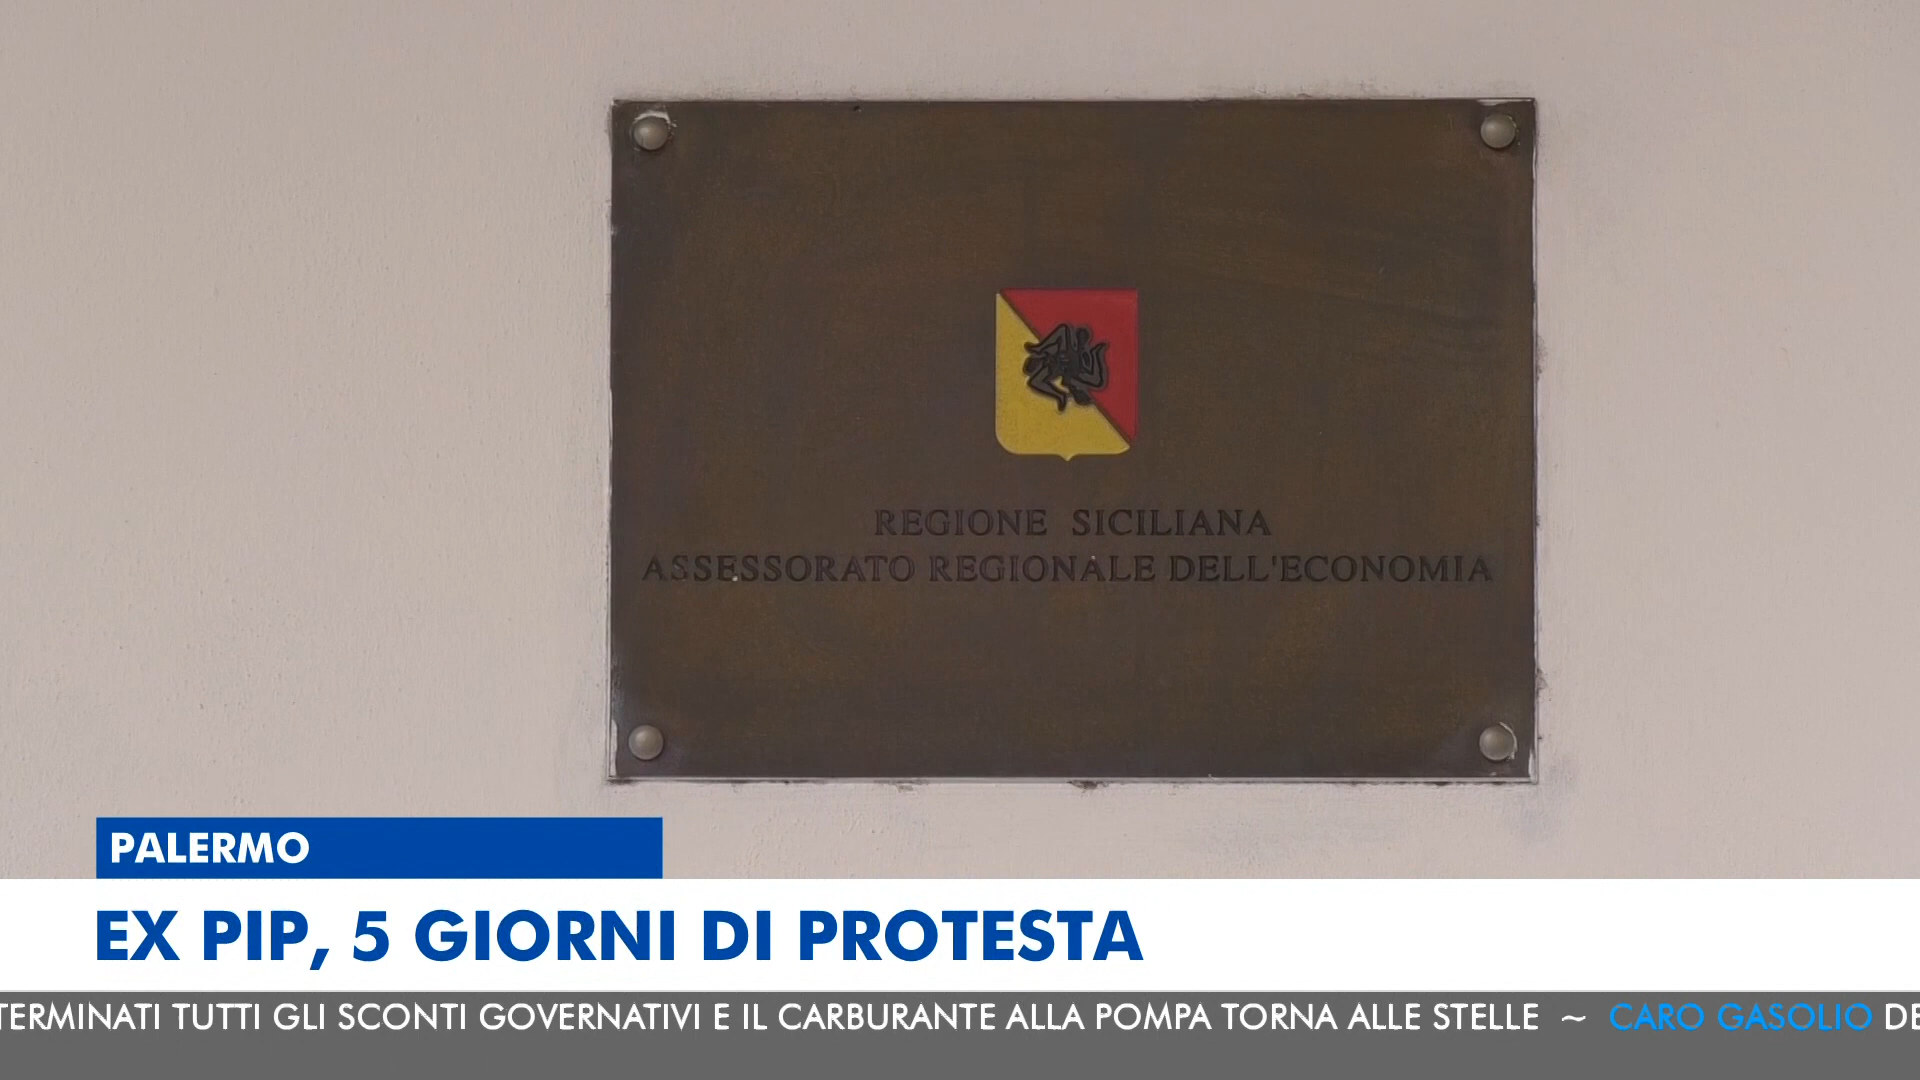 REGIONE SICILIANA
ASSESSORATO REGIONALE DELL'ECONOMIA
PALERMO
EX PIP, 5 GIORNI DI PROTESTA
TERMINATI TUTTI GLI SCONTI GOVERNATIVI E IL CARBURANTE ALLA POMPA TORNA ALLE STELLE ~ CARO GASOLIO DE